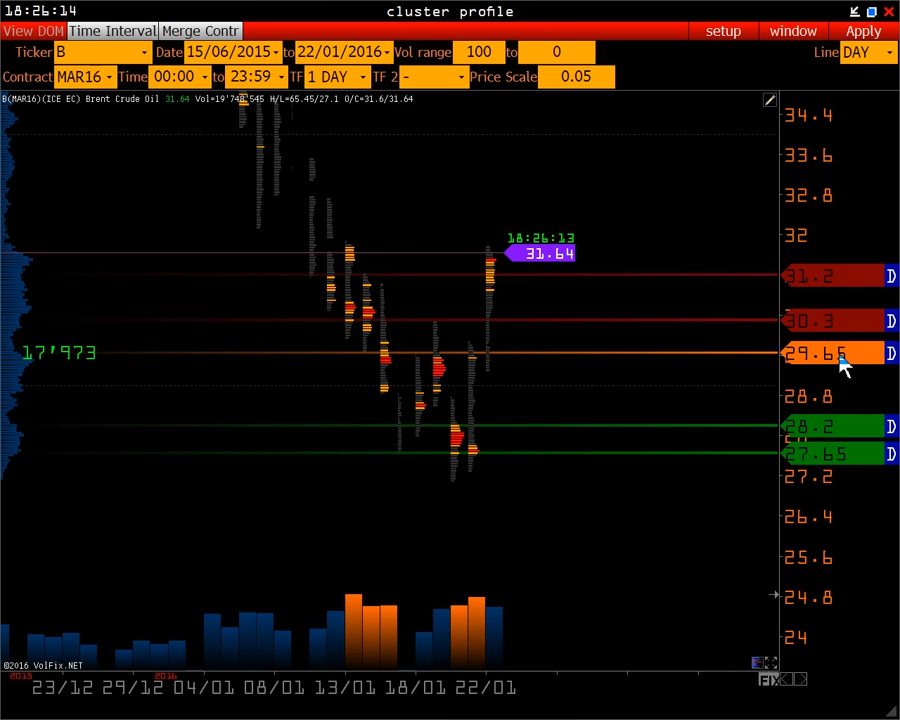 18:26:14 cluster profile
View DOM Time Interval Merge Contr setup window Apply
Ticker B Date 15/06/2015 to 22/01/2016 Vol range 100 to 0 Line DAY
Contract MAR16 Time 00:00 to 23:59 TF 1 DAY TF 2 - Price Scale 0.05
B(MAR16)(ICE EC) Brent Crude Oil 31.64 Vol=19'748'545 H/L=65.45/27.1 O/C=31.6/31.64
34.4
33.6
32.8
32
18:26:13
31.64
31.2 D
30.3 D
17'973
29.65 D
28.8
28.2 D
27.65 D
27.2
26.4
25.6
24.8
24
©2016 VolFix.NET
2015 2016
23/12 29/12 04/01 08/01 13/01 18/01 22/01
FIX